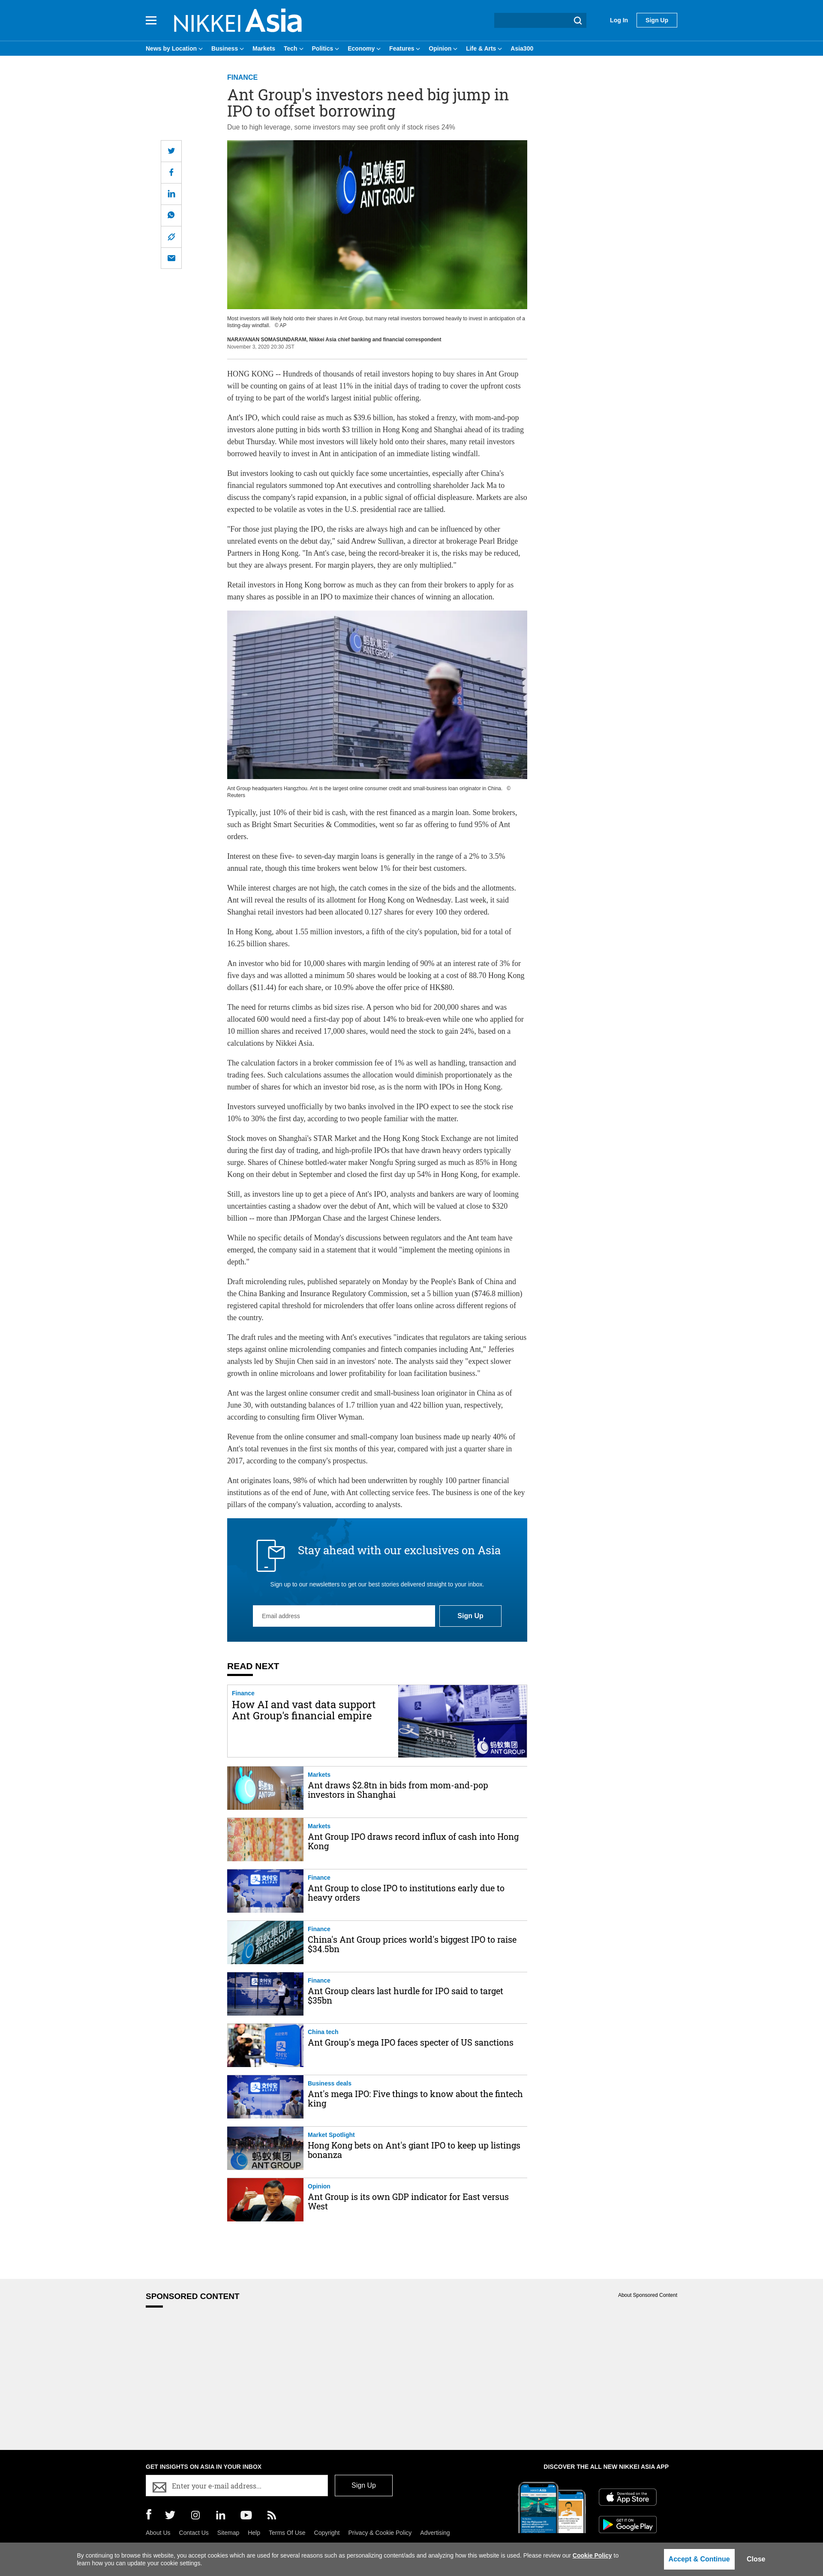 NIKKEI Asia
Log In
Sign Up
News by Location
Business
Markets
Tech
Politics
Economy
Features
Opinion
Life & Arts
Asia300
FINANCE
Ant Group's investors need big jump in
IPO to offset borrowing
Due to high leverage, some investors may see profit only if stock rises 24%
蚂蚁集团
ANT GROUP
Most investors will likely hold onto their shares in Ant Group, but many retail investors borrowed heavily to invest in anticipation of a
listing-day windfall. © AP
NARAYANAN SOMASUNDARAM, Nikkei Asia chief banking and financial correspondent
November 3, 2020 20:30 JST
HONG KONG -- Hundreds of thousands of retail investors hoping to buy shares in Ant Group
will be counting on gains of at least 11% in the initial days of trading to cover the upfront costs
of trying to be part of the world's largest initial public offering.
Ant's IPO, which could raise as much as $39.6 billion, has stoked a frenzy, with mom-and-pop
investors alone putting in bids worth $3 trillion in Hong Kong and Shanghai ahead of its trading
debut Thursday. While most investors will likely hold onto their shares, many retail investors
borrowed heavily to invest in Ant in anticipation of an immediate listing windfall.
But investors looking to cash out quickly face some uncertainties, especially after China's
financial regulators summoned top Ant executives and controlling shareholder Jack Ma to
discuss the company's rapid expansion, in a public signal of official displeasure. Markets are also
expected to be volatile as votes in the U.S. presidential race are tallied.
"For those just playing the IPO, the risks are always high and can be influenced by other
unrelated events on the debut day," said Andrew Sullivan, a director at brokerage Pearl Bridge
Partners in Hong Kong. "In Ant's case, being the record-breaker it is, the risks may be reduced,
but they are always present. For margin players, they are only multiplied."
Retail investors in Hong Kong borrow as much as they can from their brokers to apply for as
many shares as possible in an IPO to maximize their chances of winning an allocation.
Ant Group headquarters Hangzhou. Ant is the largest online consumer credit and small-business loan originator in China. ©
Reuters
Typically, just 10% of their bid is cash, with the rest financed as a margin loan. Some brokers,
such as Bright Smart Securities & Commodities, went so far as offering to fund 95% of Ant
orders.
Interest on these five- to seven-day margin loans is generally in the range of a 2% to 3.5%
annual rate, though this time brokers went below 1% for their best customers.
While interest charges are not high, the catch comes in the size of the bids and the allotments.
Ant will reveal the results of its allotment for Hong Kong on Wednesday. Last week, it said
Shanghai retail investors had been allocated 0.127 shares for every 100 they ordered.
In Hong Kong, about 1.55 million investors, a fifth of the city's population, bid for a total of
16.25 billion shares.
An investor who bid for 10,000 shares with margin lending of 90% at an interest rate of 3% for
five days and was allotted a minimum 50 shares would be looking at a cost of 88.70 Hong Kong
dollars ($11.44) for each share, or 10.9% above the offer price of HK$80.
The need for returns climbs as bid sizes rise. A person who bid for 200,000 shares and was
allocated 600 would need a first-day pop of about 14% to break-even while one who applied for
10 million shares and received 17,000 shares, would need the stock to gain 24%, based on a
calculations by Nikkei Asia.
The calculation factors in a broker commission fee of 1% as well as handling, transaction and
trading fees. Such calculations assumes the allocation would diminish proportionately as the
number of shares for which an investor bid rose, as is the norm with IPOs in Hong Kong.
Investors surveyed unofficially by two banks involved in the IPO expect to see the stock rise
10% to 30% the first day, according to two people familiar with the matter.
Stock moves on Shanghai's STAR Market and the Hong Kong Stock Exchange are not limited
during the first day of trading, and high-profile IPOs that have drawn heavy orders typically
surge. Shares of Chinese bottled-water maker Nongfu Spring surged as much as 85% in Hong
Kong on their debut in September and closed the first day up 54% in Hong Kong, for example.
Still, as investors line up to get a piece of Ant's IPO, analysts and bankers are wary of looming
uncertainties casting a shadow over the debut of Ant, which will be valued at close to $320
billion -- more than JPMorgan Chase and the largest Chinese lenders.
While no specific details of Monday's discussions between regulators and the Ant team have
emerged, the company said in a statement that it would "implement the meeting opinions in
depth."
Draft microlending rules, published separately on Monday by the People's Bank of China and
the China Banking and Insurance Regulatory Commission, set a 5 billion yuan ($746.8 million)
registered capital threshold for microlenders that offer loans online across different regions of
the country.
The draft rules and the meeting with Ant's executives "indicates that regulators are taking serious
steps against online microlending companies and fintech companies including Ant," Jefferies
analysts led by Shujin Chen said in an investors' note. The analysts said they "expect slower
growth in online microloans and lower profitability for loan facilitation business."
Ant was the largest online consumer credit and small-business loan originator in China as of
June 30, with outstanding balances of 1.7 trillion yuan and 422 billion yuan, respectively,
according to consulting firm Oliver Wyman.
Revenue from the online consumer and small-company loan business made up nearly 40% of
Ant's total revenues in the first six months of this year, compared with just a quarter share in
2017, according to the company's prospectus.
Ant originates loans, 98% of which had been underwritten by roughly 100 partner financial
institutions as of the end of June, with Ant collecting service fees. The business is one of the key
pillars of the company's valuation, according to analysts.
Stay ahead with our exclusives on Asia
Sign up to our newsletters to get our best stories delivered straight to your inbox.
Email address
Sign Up
READ NEXT
Finance
How AI and vast data support
Ant Group's financial empire
蚂蚁集团
ANT GROUP
Markets
Ant draws $2.8tn in bids from mom-and-pop
investors in Shanghai
Markets
Ant Group IPO draws record influx of cash into Hong
Kong
支付宝
ALIPAY
Finance
Ant Group to close IPO to institutions early due to
heavy orders
ANT GROUP
Finance
China's Ant Group prices world's biggest IPO to raise
$34.5bn
Finance
Ant Group clears last hurdle for IPO said to target
$35bn
China tech
Ant Group's mega IPO faces specter of US sanctions
支付宝
ALIPAY
Business deals
Ant's mega IPO: Five things to know about the fintech
king
蚂蚁集团
ANT GROUP
Market Spotlight
Hong Kong bets on Ant's giant IPO to keep up listings
bonanza
Opinion
Ant Group is its own GDP indicator for East versus
West
SPONSORED CONTENT
About Sponsored Content
GET INSIGHTS ON ASIA IN YOUR INBOX
Enter your e-mail address...
Sign Up
DISCOVER THE ALL NEW NIKKEI ASIA APP
Download on the
App Store
GET IT ON
Google Play
About Us
Contact Us
Sitemap
Help
Terms Of Use
Copyright
Privacy & Cookie Policy
Advertising
By continuing to browse this website, you accept cookies which are used for several reasons such as personalizing content/ads and analyzing how this website is used. Please review our Cookie Policy to
learn how you can update your cookie settings.
Accept & Continue
Close